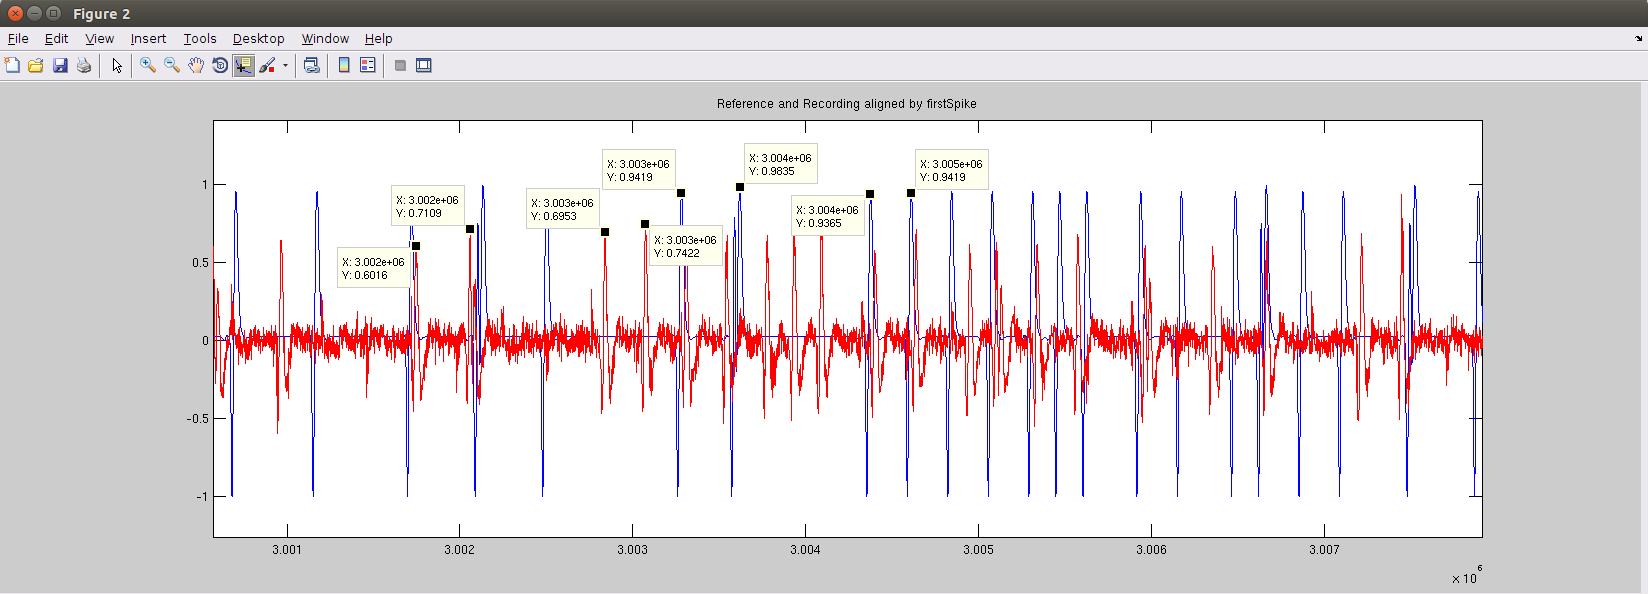 Figure 2
File Edit View Insert Tools Desktop Window Help
Reference and Recording aligned by firstSpike
X: 3.003e+06
Y: 0.9419
X: 3.004e+06
Y: 0.9835
X: 3.005e+06
Y: 0.9419
X: 3.002e+06
Y: 0.7109
X: 3.003e+06
Y: 0.6953
X: 3.004e+06
Y: 0.9365
X: 3.003e+06
Y: 0.7422
X: 3.002e+06
Y: 0.6016
1
0.5
0
-0.5
-1
3.001 3.002 3.003 3.004 3.005 3.006 3.007
x 10^6